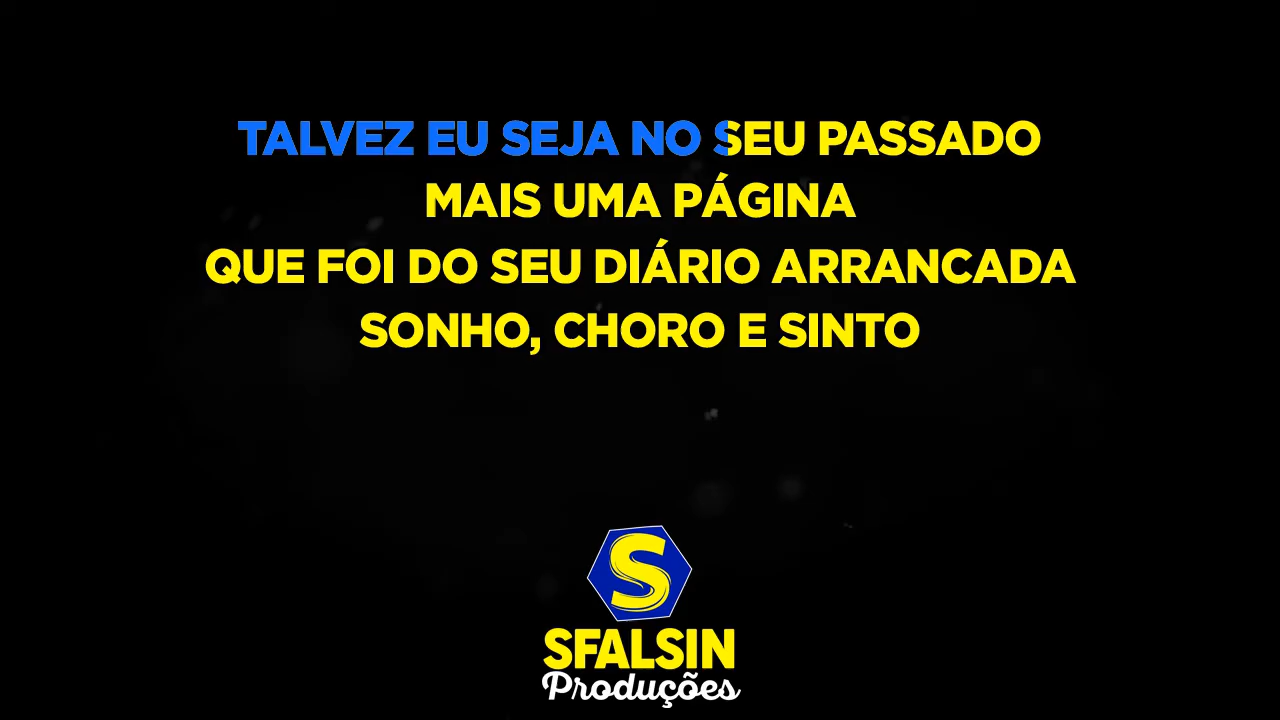 TALVEZ EU SEJA NO SEU PASSADO
MAIS UMA PÁGINA
QUE FOI DO SEU DIÁRIO ARRANCADA
SONHO, CHORO E SINTO
S
SFALSIN
Produções